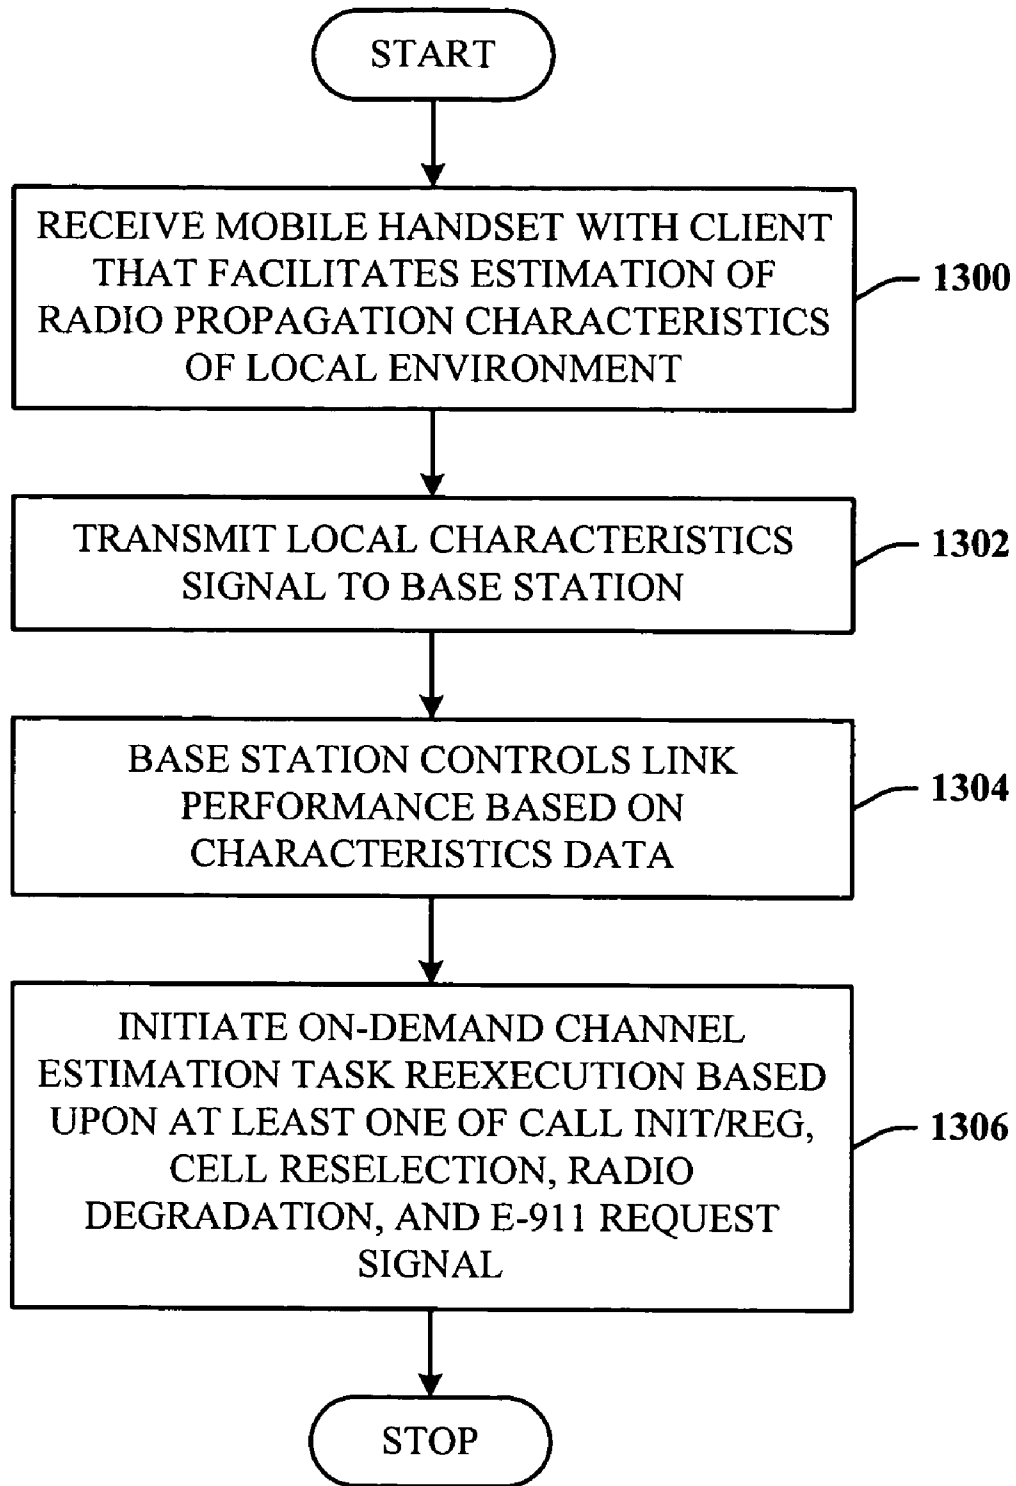 START
RECEIVE MOBILE HANDSET WITH CLIENT
THAT FACILITATES ESTIMATION OF
RADIO PROPAGATION CHARACTERISTICS
OF LOCAL ENVIRONMENT
1300
TRANSMIT LOCAL CHARACTERISTICS
SIGNAL TO BASE STATION
1302
BASE STATION CONTROLS LINK
PERFORMANCE BASED ON
CHARACTERISTICS DATA
1304
INITIATE ON-DEMAND CHANNEL
ESTIMATION TASK REEXECUTION BASED
UPON AT LEAST ONE OF CALL INIT/REG,
CELL RESELECTION, RADIO
DEGRADATION, AND E-911 REQUEST
SIGNAL
1306
STOP